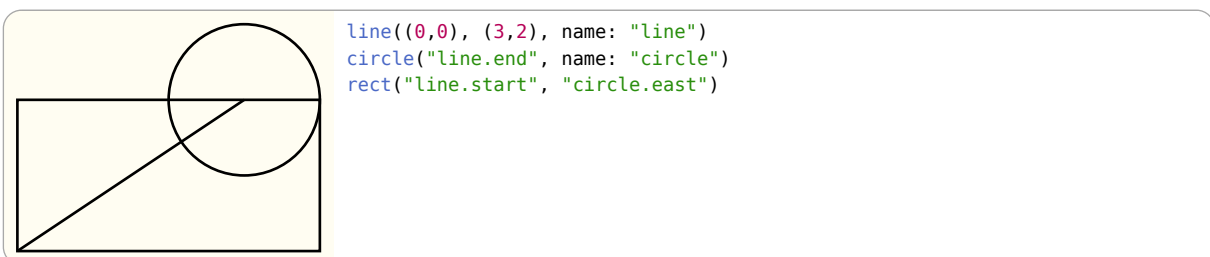 line((0,0), (3,2), name: "line")
circle("line.end", name: "circle")
rect("line.start", "circle.east")